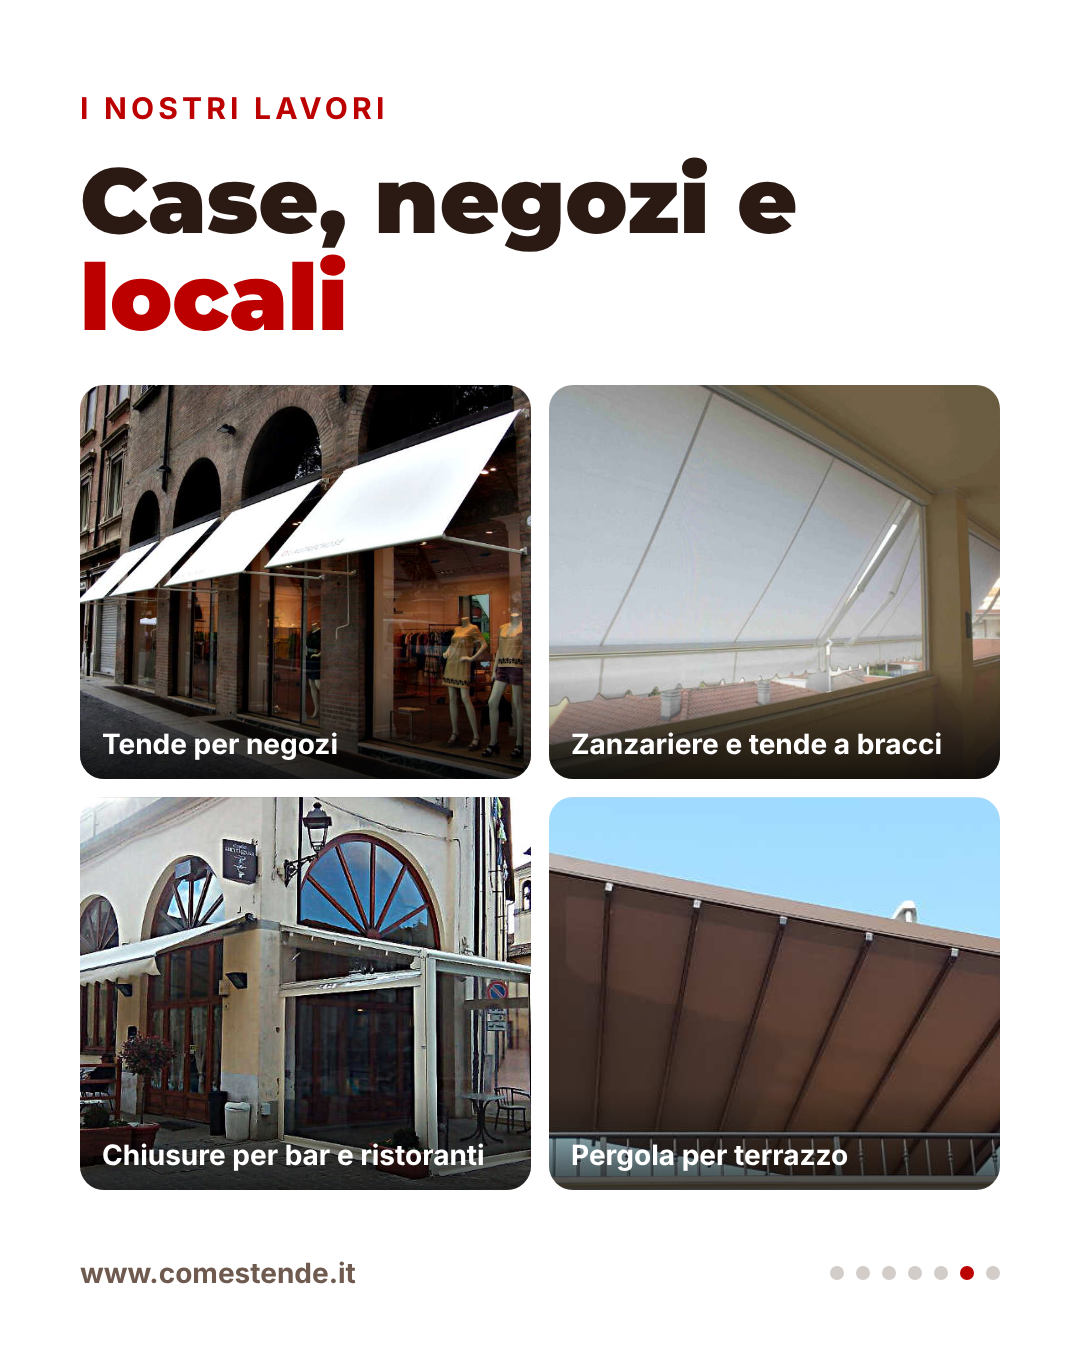 I NOSTRI LAVORI
Case, negozi e
locali
Tende per negozi
Zanzariere e tende a bracci
Chiusure per bar e ristoranti
Pergola per terrazzo
www.comestende.it